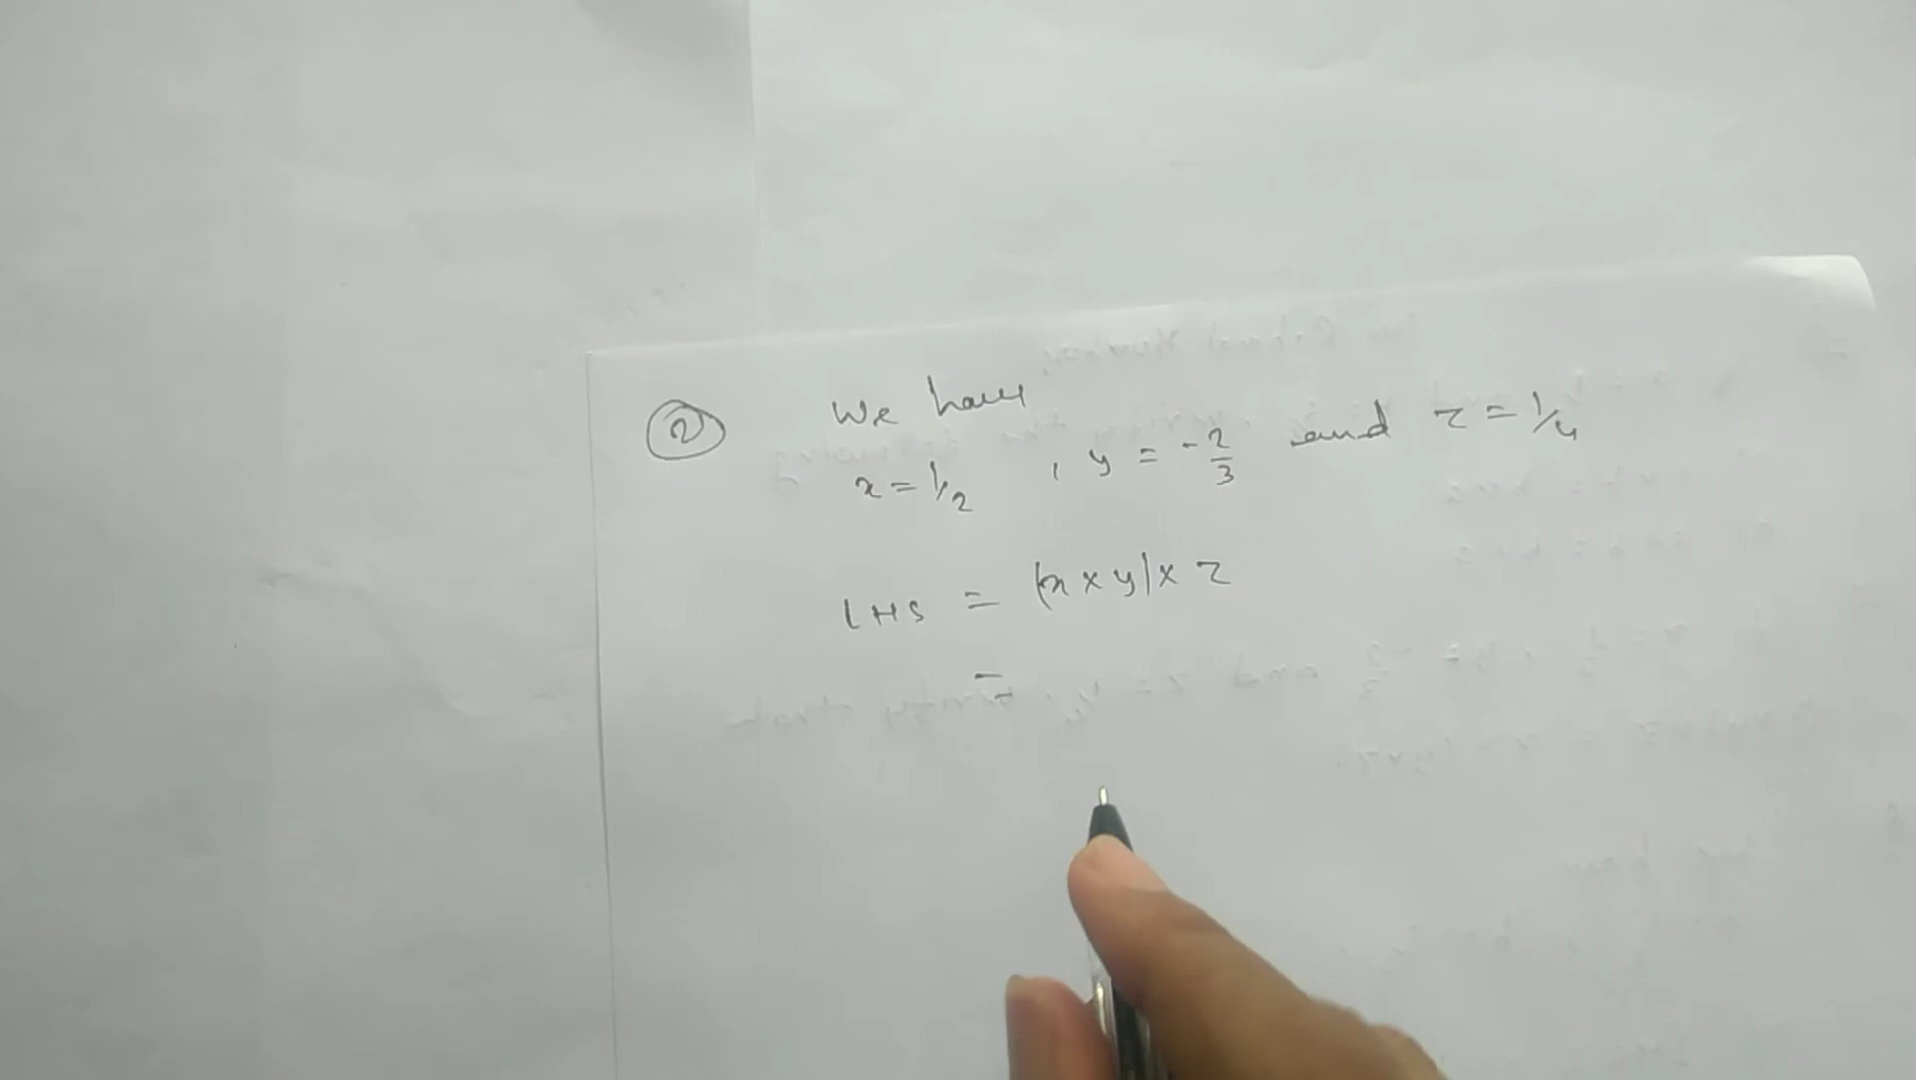 ② We have
x = 1/2 , y = -2/3 and z = 1/4
LHS = (x × y) × z
=